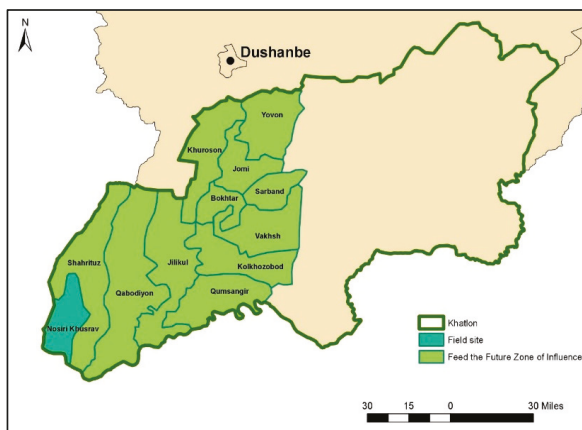 N
Dushanbe
Yovon
Khuroson
Jomi
Sarband
Bokhtar
Vakhsh
Shahrituz
Jilikul
Kolkhozobod
Qabodiyon
Qumsangir
Nosiri Khusrav
Khatlon
Field site
Feed the Future Zone of Influence
30 15 0 30 Miles